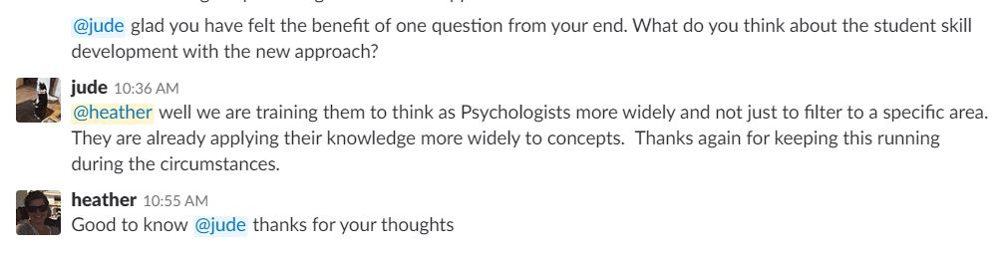 @jude glad you have felt the benefit of one question from your end. What do you think about the student skill
development with the new approach?
jude 10:36 AM
@heather well we are training them to think as Psychologists more widely and not just to filter to a specific area.
They are already applying their knowledge more widely to concepts.  Thanks again for keeping this running
during the circumstances.
heather 10:55 AM
Good to know @jude thanks for your thoughts